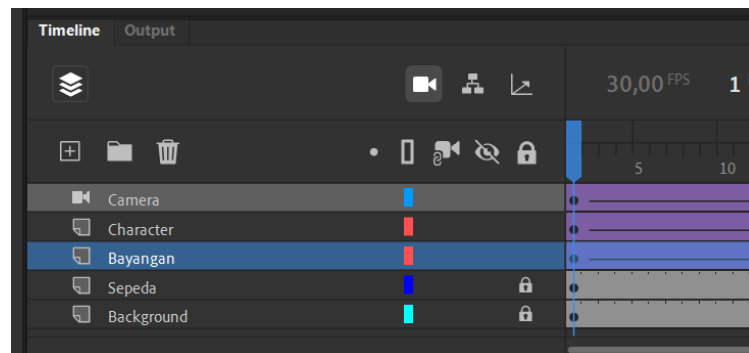 Timeline Output
30,00 FPS 1
5 10
Camera
Character
Bayangan
Sepeda
Background